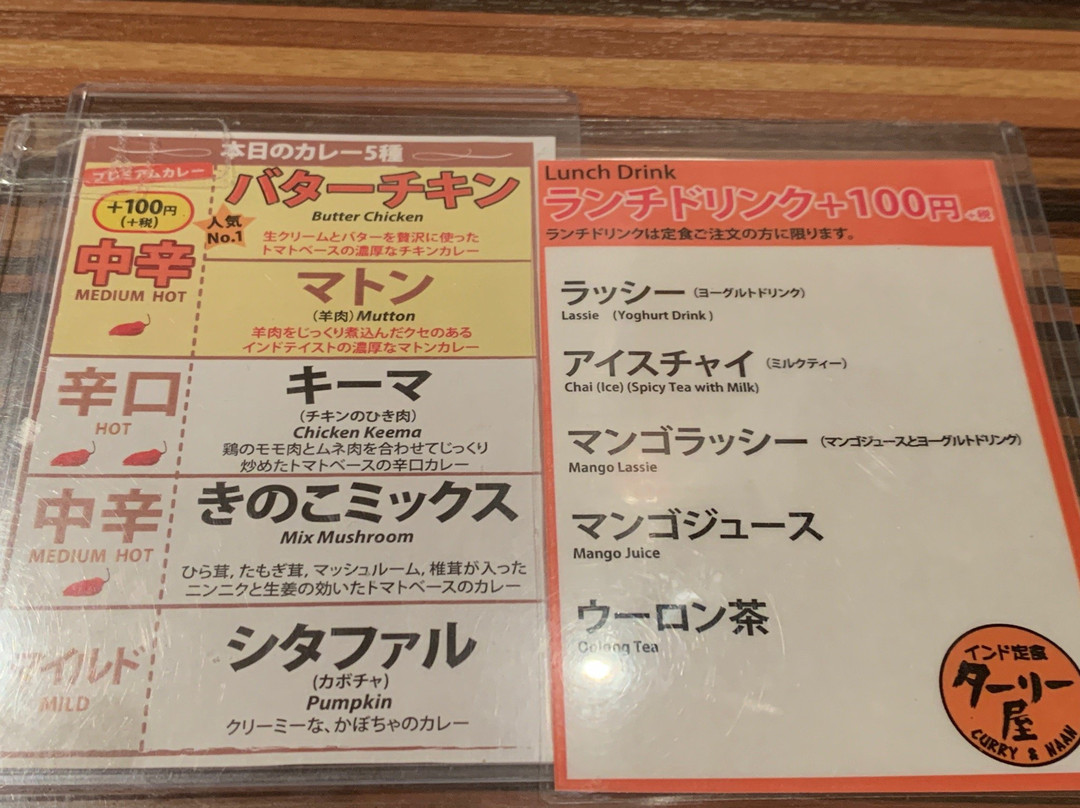 本日のカレー5種
プレミアムカレー
+100円
(+税)
人気
No.1
バターチキン
Butter Chicken
生クリームとバターを贅沢に使った
トマトベースの濃厚なチキンカレー
中辛
MEDIUM HOT
マトン
(羊肉) Mutton
羊肉をじっくり煮込んだクセのある
インドテイストの濃厚なマトンカレー
辛口
HOT
キーマ
(チキンのひき肉)
Chicken Keema
鶏のモモ肉とムネ肉を合わせてじっくり
炒めたトマトベースの辛口カレー
中辛
MEDIUM HOT
きのこミックス
Mix Mushroom
ひら茸, たもぎ茸, マッシュルーム, 椎茸が入った
ニンニクと生姜の効いたトマトベースのカレー
マイルド
MILD
シタファル
(カボチャ)
Pumpkin
クリーミーな、かぼちゃのカレー
Lunch Drink
ランチドリンク+100円+税
ランチドリンクは定食ご注文の方に限ります。
ラッシー (ヨーグルトドリンク)
Lassie (Yoghurt Drink )
アイスチャイ (ミルクティー)
Chai (Ice) (Spicy Tea with Milk)
マンゴラッシー (マンゴジュースとヨーグルトドリンク)
Mango Lassie
マンゴジュース
Mango Juice
ウーロン茶
Oolong Tea
インド定食
ターリー
屋
CURRY & NAAN